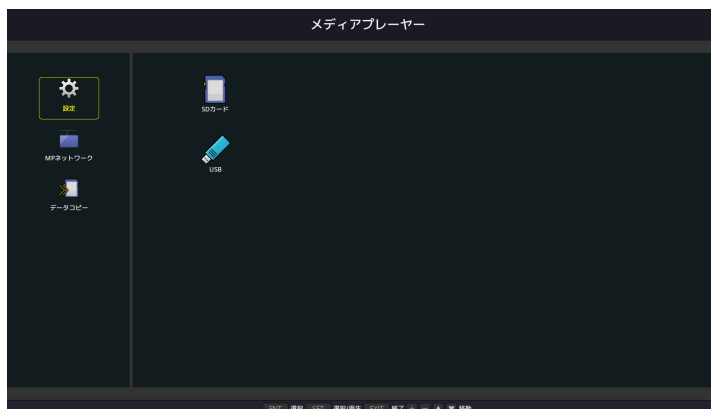 メディアプレーヤー
設定
SDカード
MPネットワーク
USB
データコピー
ENT 選択 SET 選択/再生 EXIT 終了 + − ▲ ▼ 移動